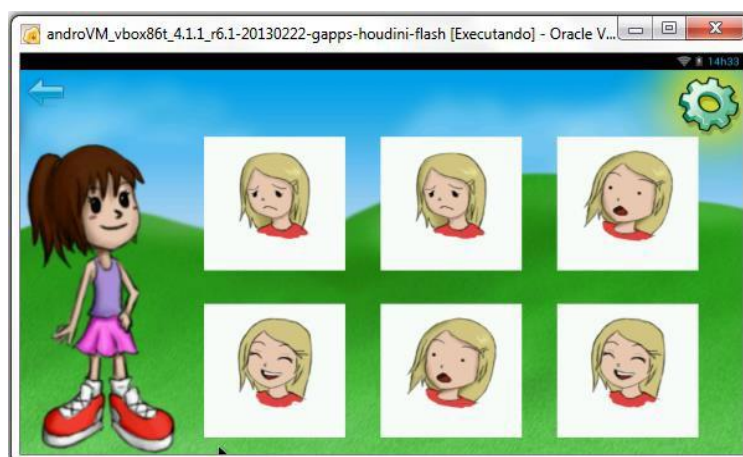 androVM_vbox86t_4.1.1_r6.1-20130222-gapps-houdini-flash [Executando] - Oracle V...
14h33